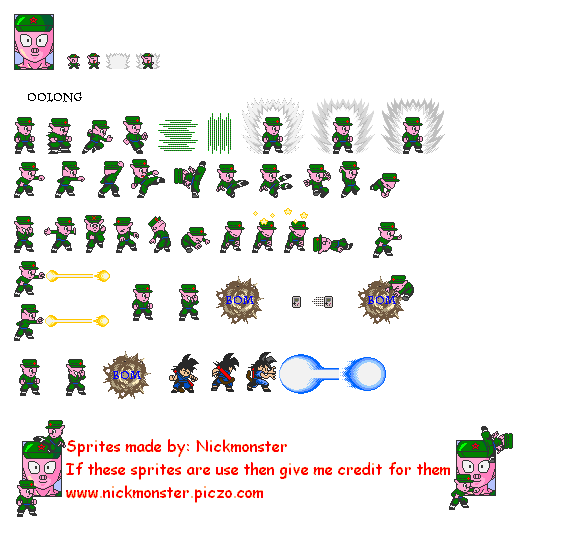 OOLONG
BOM
BOM
BOM
Sprites made by: Nickmonster
If these sprites are use then give me credit for them
www.nickmonster.piczo.com